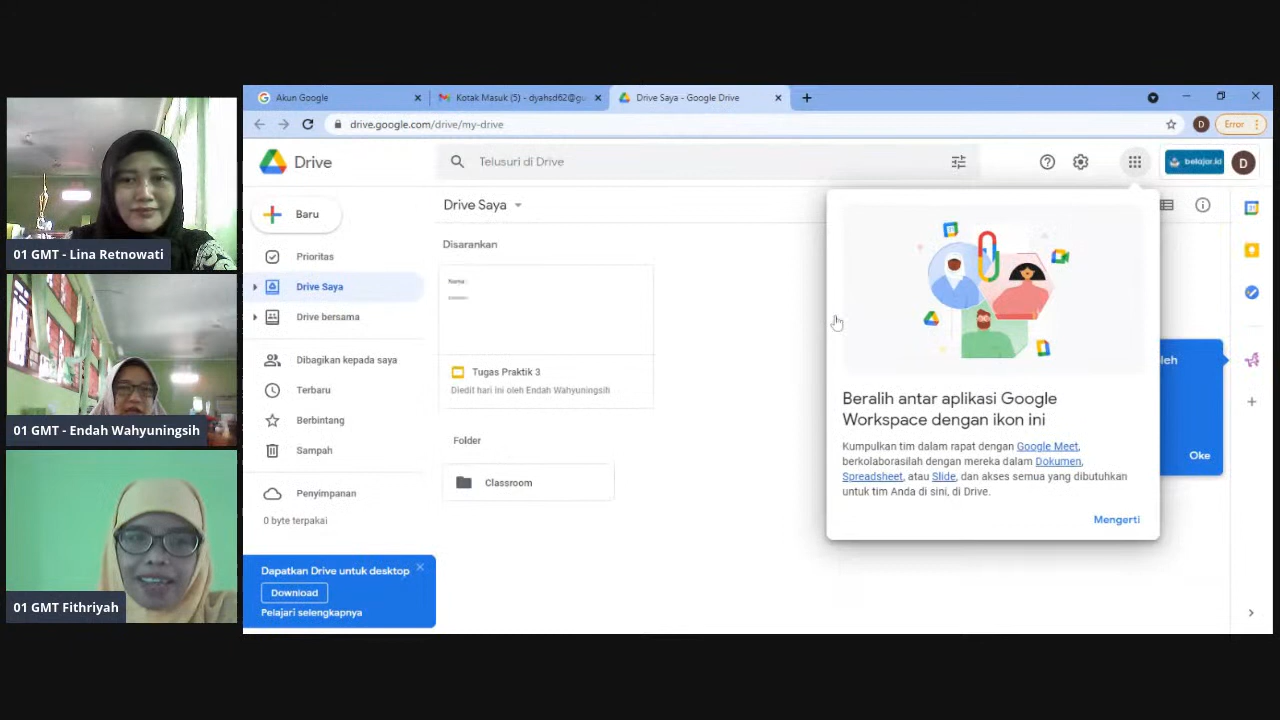 01 GMT - Lina Retnowati
01 GMT - Endah Wahyuningsih
01 GMT Fithriyah
Akun Google
Kotak Masuk (5) - dyahsd62@gu
Drive Saya - Google Drive
drive.google.com/drive/my-drive
D
Error
Drive
Telusuri di Drive
belajar.id
D
Baru
Prioritas
Drive Saya
Drive bersama
Dibagikan kepada saya
Terbaru
Berbintang
Sampah
Penyimpanan
0 byte terpakai
Dapatkan Drive untuk desktop
Download
Pelajari selengkapnya
Drive Saya
Disarankan
Nama :
Tugas Praktik 3
Diedit hari ini oleh Endah Wahyuningsih
Folder
Classroom
Beralih antar aplikasi Google
Workspace dengan ikon ini
Kumpulkan tim dalam rapat dengan Google Meet,
berkolaborasilah dengan mereka dalam Dokumen,
Spreadsheet, atau Slide, dan akses semua yang dibutuhkan
untuk tim Anda di sini, di Drive.
Mengerti
leh
Oke